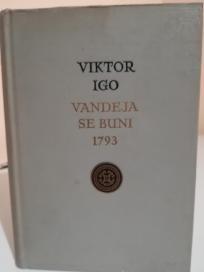 VIKTOR
IGO
VANDEJA
SE BUNI
1793